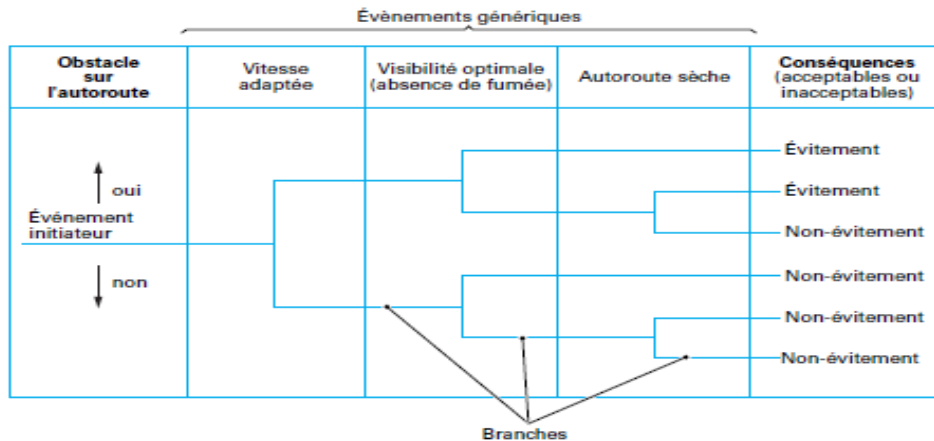 Évènements génériques
Obstacle
sur
l'autoroute
Vitesse
adaptée
Visibilité optimale
(absence de fumée)
Autoroute sèche
Conséquences
(acceptables ou
inacceptables)
Évitement
oui
Évitement
Événement
initiateur
Non-évitement
non
Non-évitement
Non-évitement
Non-évitement
Branches